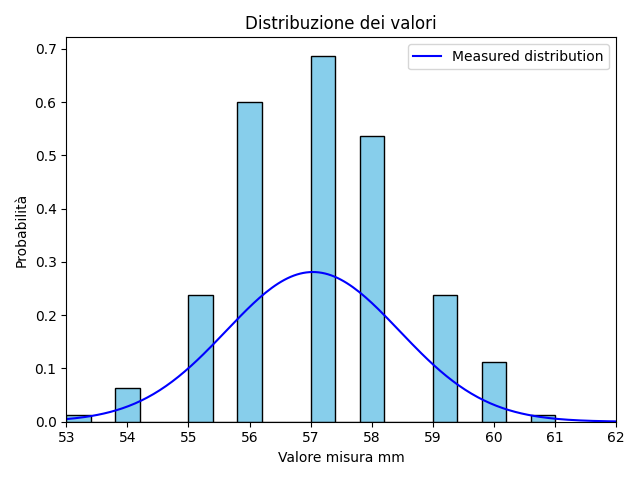 Distribuzione dei valori
Measured distribution
Probabilità
0.7
0.6
0.5
0.4
0.3
0.2
0.1
0.0
53 54 55 56 57 58 59 60 61 62
Valore misura mm